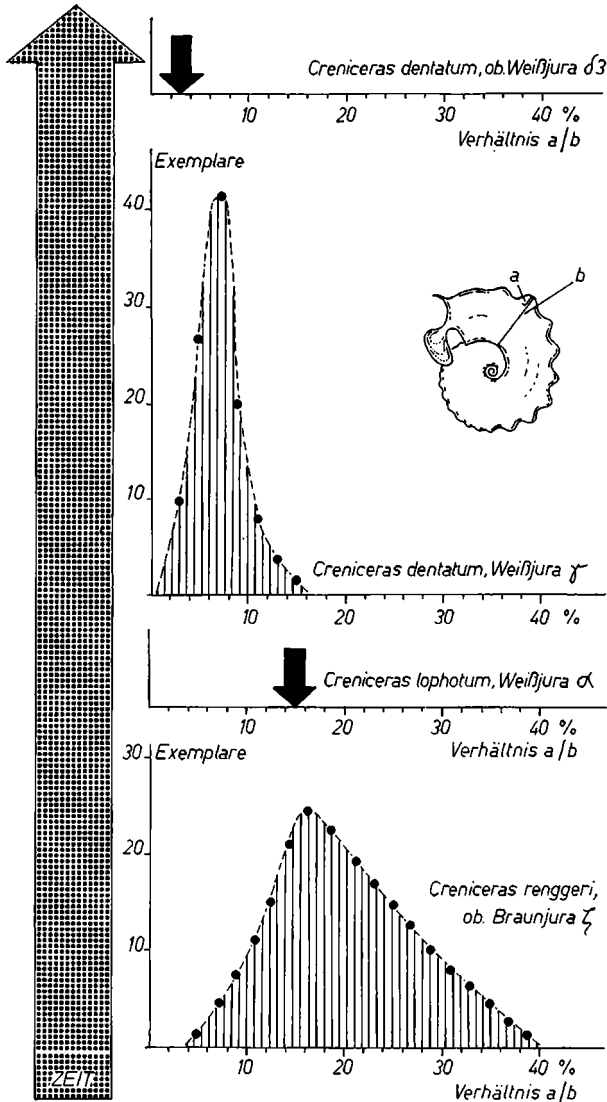 Creniceras dentatum, ob. Weißjura δ3
10 20 30 40 %
Verhältnis a/b
Exemplare
40
30
20
10
a
b
Creniceras dentatum, Weißjura γ
10 20 30 40 %
Creniceras lophotum, Weißjura α
10 20 30 40 %
Verhältnis a/b
30
Exemplare
20
10
Creniceras renggeri,
ob. Braunjura ζ
10 20 30 40 %
Verhältnis a/b
ZEIT